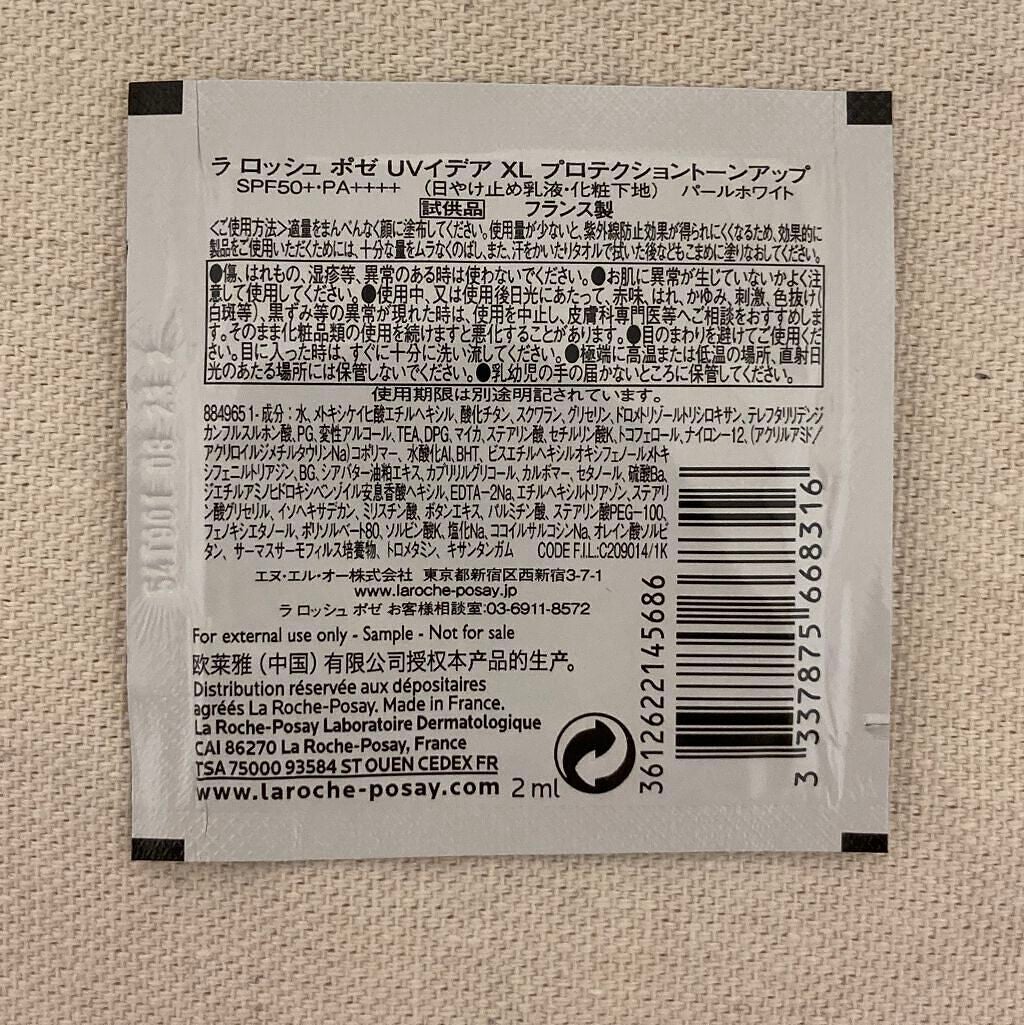 ラ ロッシュ ポゼ UVイデア XL プロテクショントーンアップ
SPF50+・PA++++ (日やけ止め乳液・化粧下地) パールホワイト
試供品 フランス製
<ご使用方法>適量をまんべんなく顔に塗布してください。使用量が少ないと、紫外線防止効果が得られにくくなるため、効果的に
製品をご使用いただくためには、十分な量をムラなくのばし、また、汗をかいたりタオルで拭いた後などもこまめに塗りなおしてください。
●傷、はれもの、湿疹等、異常のある時は使わないでください。●お肌に異常が生じていないかよく注
意して使用してください。●使用中、又は使用後日光にあたって、赤味、はれ、かゆみ、刺激、色抜け(
白斑等)、黒ずみ等の異常が現れた時は、使用を中止し、皮膚科専門医等へご相談をおすすめしま
す。そのまま化粧品類の使用を続けますと悪化することがあります。●目のまわりを避けてご使用くだ
さい。目に入った時は、すぐに十分に洗い流してください。●極端に高温または低温の場所、直射日
光のあたる場所には保管しないでください。●乳幼児の手の届かないところに保管してください。
使用期限は別途明記されています。
884965 1- 成分：水、メトキシケイヒ酸エチルヘキシル、酸化チタン、スクワラン、グリセリン、ドロメトリゾールトリシロキサン、テレフタリリデンジ
カンフルスルホン酸、PG、変性アルコール、TEA、DPG、マイカ、ステアリン酸、セチルリン酸K、トコフェロール、ナイロン-12、(アクリルアミド/
アクリロイルジメチルタウリンNa)コポリマー、水酸化Al、BHT、ビスエチルヘキシルオキシフェノールメトキ
シフェニルトリアジン、BG、シアバター油粕エキス、カプリリルグリコール、カルボマー、セタノール、硫酸Ba、
ジエチルアミノヒドロキシベンゾイル安息香酸ヘキシル、EDTA-2Na、エチルヘキシルトリアゾン、ステアリ
ン酸グリセリル、イソヘキサデカン、ミリスチン酸、ボタンエキス、パルミチン酸、ステアリン酸PEG-100、
フェノキシエタノール、ポリソルベート80、ソルビン酸K、塩化Na、ココイルサルコシンNa、オレイン酸ソルビ
タン、サーマスサーモフィルス培養物、トロメタミン、キサンタンガム CODE F.I.L.:C209014/1K
エヌ・エル・オー株式会社 東京都新宿区西新宿3-7-1
www.laroche-posay.jp
ラ ロッシュ ポゼ お客様相談室:03-6911-8572
For external use only - Sample - Not for sale
欧莱雅（中国）有限公司授权本产品的生产。
Distribution réservée aux dépositaires
agréés La Roche-Posay. Made in France.
La Roche-Posay Laboratoire Dermatologique
CAI 86270 La Roche-Posay, France
TSA 75000 93584 ST OUEN CEDEX FR
www.laroche-posay.com 2 ml
3612622145686
3 337875 668316